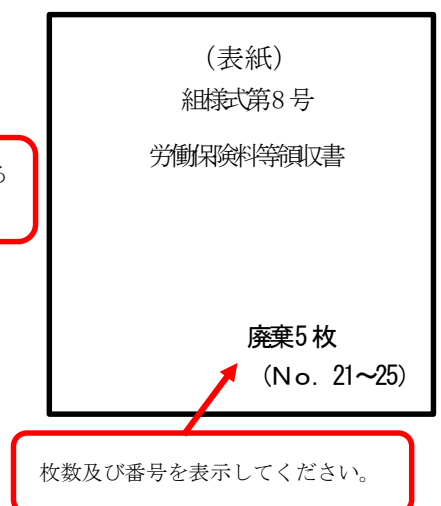 （表紙）
組様式第8号
労働保険料等領収書
る
廃棄5枚
（No. 21～25）
枚数及び番号を表示してください。